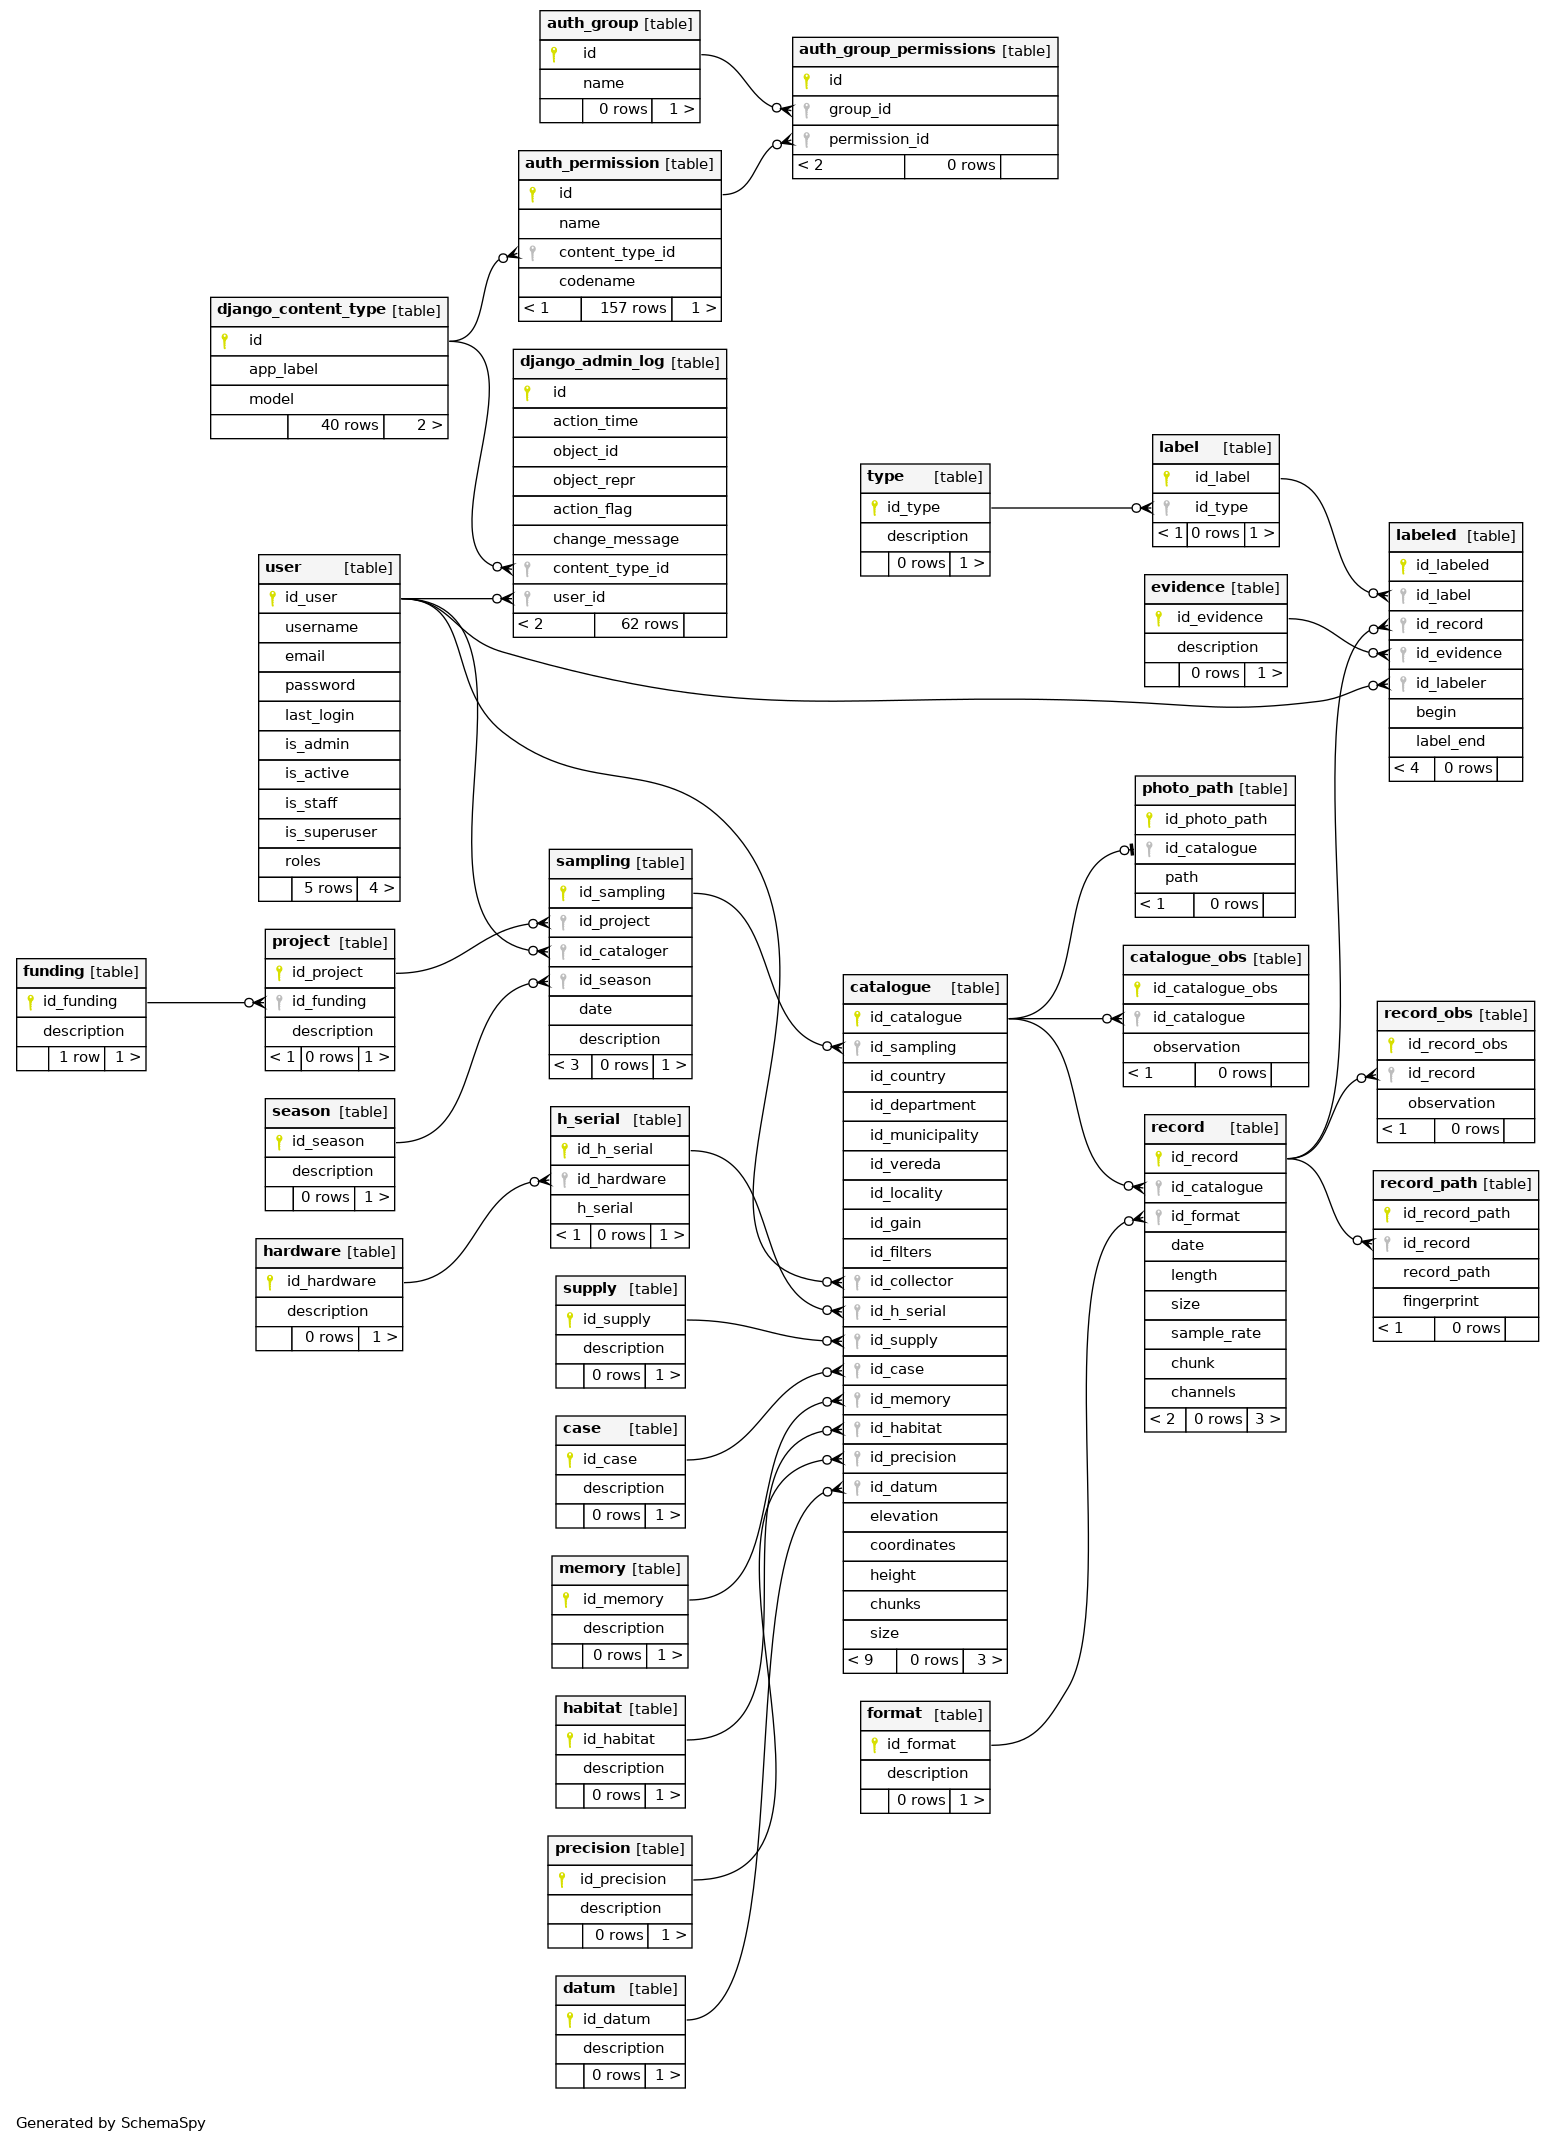 auth_group [table]
id
name
0 rows 1 >
auth_group_permissions [table]
id
group_id
permission_id
< 2 0 rows
auth_permission [table]
id
name
content_type_id
codename
< 1 157 rows 1 >
django_content_type [table]
id
app_label
model
40 rows 2 >
django_admin_log [table]
id
action_time
object_id
object_repr
action_flag
change_message
content_type_id
user_id
< 2 62 rows
type [table]
id_type
description
0 rows 1 >
label [table]
id_label
id_type
< 1 0 rows 1 >
labeled [table]
id_labeled
id_label
id_record
id_evidence
id_labeler
begin
label_end
< 4 0 rows
evidence [table]
id_evidence
description
0 rows 1 >
user [table]
id_user
username
email
password
last_login
is_admin
is_active
is_staff
is_superuser
roles
5 rows 4 >
photo_path [table]
id_photo_path
id_catalogue
path
< 1 0 rows
sampling [table]
id_sampling
id_project
id_cataloger
id_season
date
description
< 3 0 rows 1 >
project [table]
id_project
id_funding
description
< 1 0 rows 1 >
funding [table]
id_funding
description
1 row 1 >
catalogue_obs [table]
id_catalogue_obs
id_catalogue
observation
< 1 0 rows
catalogue [table]
id_catalogue
id_sampling
id_country
id_department
id_municipality
id_vereda
id_locality
id_gain
id_filters
id_collector
id_h_serial
id_supply
id_case
id_memory
id_habitat
id_precision
id_datum
elevation
coordinates
height
chunks
size
< 9 0 rows 3 >
record_obs [table]
id_record_obs
id_record
observation
< 1 0 rows
season [table]
id_season
description
0 rows 1 >
h_serial [table]
id_h_serial
id_hardware
h_serial
< 1 0 rows 1 >
record [table]
id_record
id_catalogue
id_format
date
length
size
sample_rate
chunk
channels
< 2 0 rows 3 >
record_path [table]
id_record_path
id_record
record_path
fingerprint
< 1 0 rows
hardware [table]
id_hardware
description
0 rows 1 >
supply [table]
id_supply
description
0 rows 1 >
case [table]
id_case
description
0 rows 1 >
memory [table]
id_memory
description
0 rows 1 >
habitat [table]
id_habitat
description
0 rows 1 >
format [table]
id_format
description
0 rows 1 >
precision [table]
id_precision
description
0 rows 1 >
datum [table]
id_datum
description
0 rows 1 >
Generated by SchemaSpy